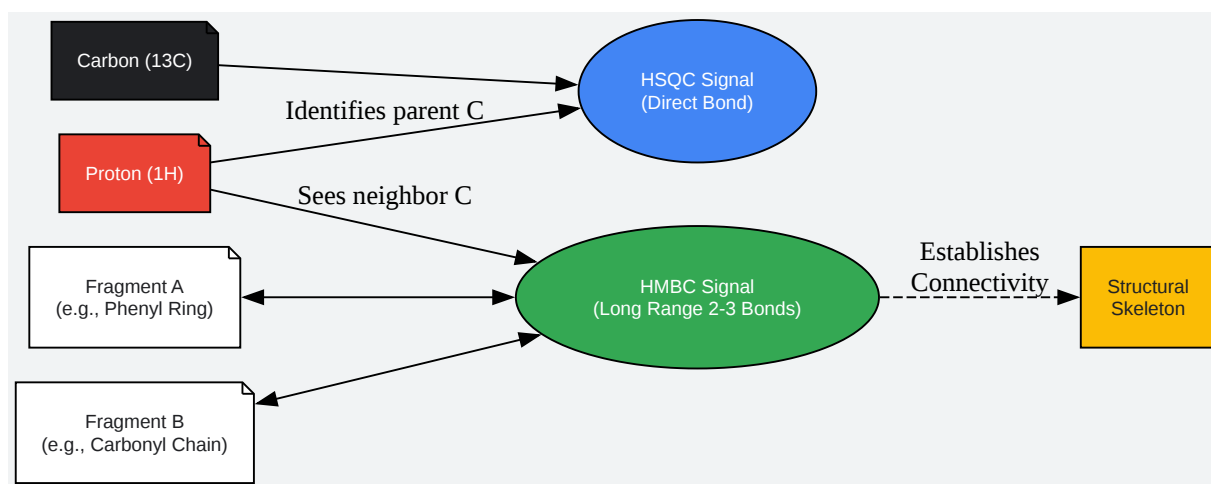 Carbon (13C)
HSQC Signal
(Direct Bond)
Identifies parent C
Proton (1H)
Sees neighbor C
Fragment A
(e.g., Phenyl Ring)
HMBC Signal
(Long Range 2-3 Bonds)
Establishes
Connectivity
Structural
Skeleton
Fragment B
(e.g., Carbonyl Chain)